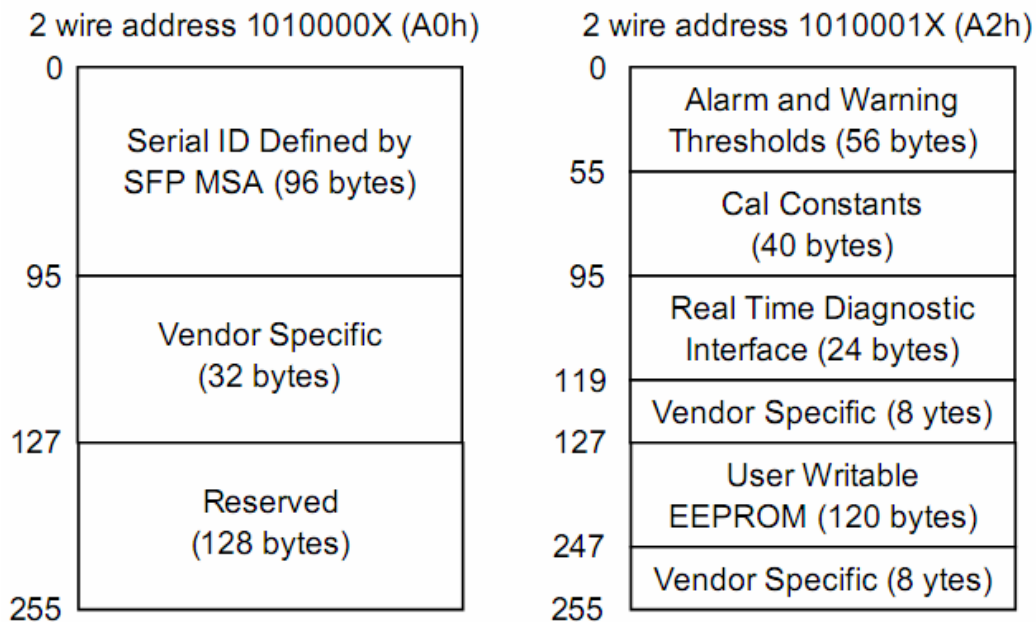 2 wire address 1010000X (A0h)
0
Serial ID Defined by
SFP MSA (96 bytes)
95
Vendor Specific
(32 bytes)
127
Reserved
(128 bytes)
255
2 wire address 1010001X (A2h)
0
Alarm and Warning
Thresholds (56 bytes)
55
Cal Constants
(40 bytes)
95
Real Time Diagnostic
Interface (24 bytes)
119
Vendor Specific (8 ytes)
127
User Writable
EEPROM (120 bytes)
247
Vendor Specific (8 ytes)
255